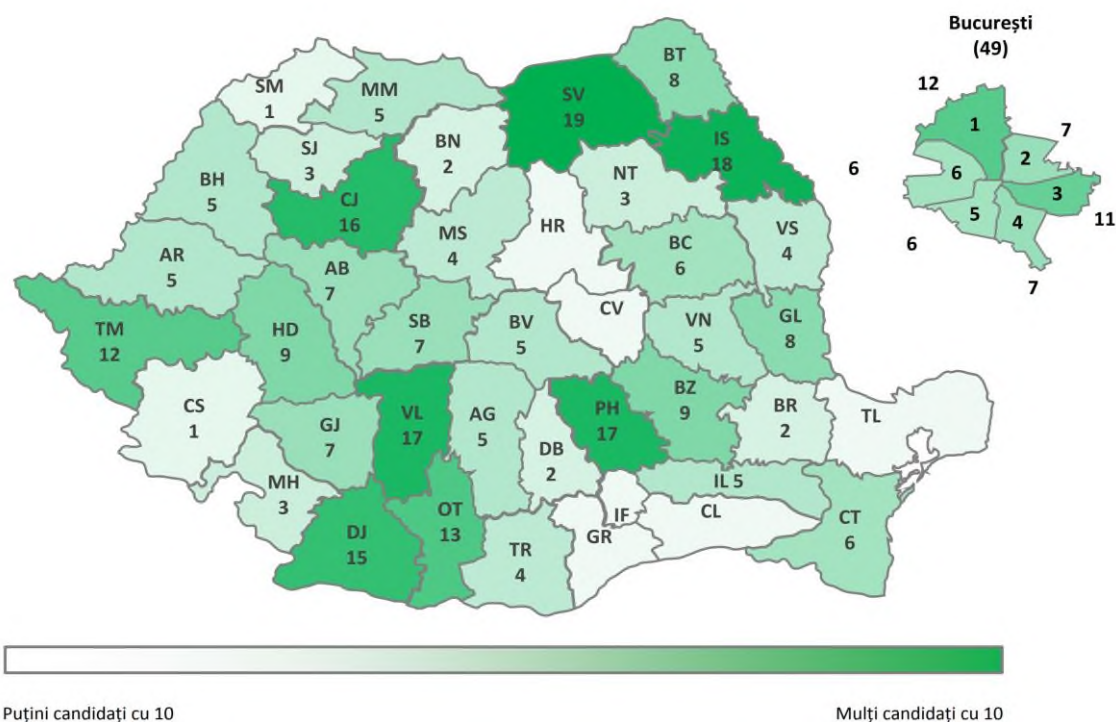 București
(49)
SM
1
MM
5
SV
19
BT
8
12
1
7
2
BN
2
IS
18
SJ
3
6
6
3
BH
5
CJ
16
NT
3
HR
MS
4
VS
4
5
4
11
6
BC
6
AR
5
AB
7
7
TM
12
HD
9
SB
7
BV
5
CV
VN
5
GL
8
CS
1
VL
17
AG
5
PH
17
BZ
9
BR
2
TL
GJ
7
DB
2
MH
3
IL 5
OT
13
IF
CL
CT
6
DJ
15
TR
4
GR
Puțini candidați cu 10
Mulți candidați cu 10